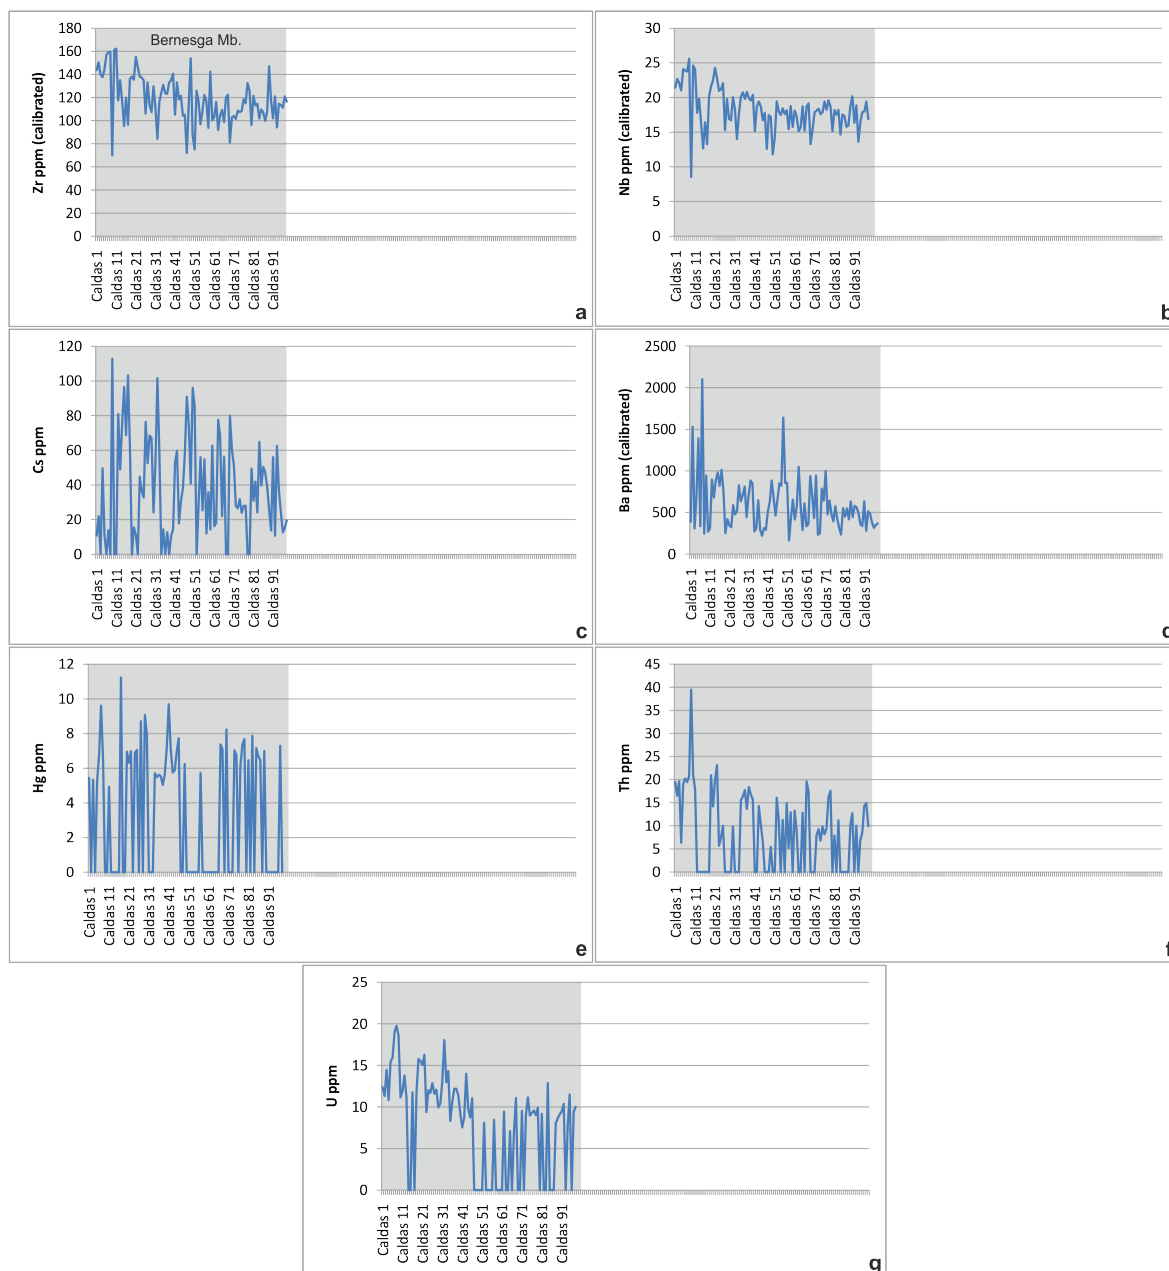 Zr ppm (calibrated)
180
160
140
120
100
80
60
40
20
0
Bernesga Mb.
Caldas 1
Caldas 11
Caldas 21
Caldas 31
Caldas 41
Caldas 51
Caldas 61
Caldas 71
Caldas 81
Caldas 91
a
Nb ppm (calibrated)
30
25
20
15
10
5
0
Caldas 1
Caldas 11
Caldas 21
Caldas 31
Caldas 41
Caldas 51
Caldas 61
Caldas 71
Caldas 81
Caldas 91
b
Cs ppm
120
100
80
60
40
20
0
Caldas 1
Caldas 11
Caldas 21
Caldas 31
Caldas 41
Caldas 51
Caldas 61
Caldas 71
Caldas 81
Caldas 91
c
Ba ppm (calibrated)
2500
2000
1500
1000
500
0
Caldas 1
Caldas 11
Caldas 21
Caldas 31
Caldas 41
Caldas 51
Caldas 61
Caldas 71
Caldas 81
Caldas 91
d
Hg ppm
12
10
8
6
4
2
0
Caldas 1
Caldas 11
Caldas 21
Caldas 31
Caldas 41
Caldas 51
Caldas 61
Caldas 71
Caldas 81
Caldas 91
e
Th ppm
45
40
35
30
25
20
15
10
5
0
Caldas 1
Caldas 11
Caldas 21
Caldas 31
Caldas 41
Caldas 51
Caldas 61
Caldas 71
Caldas 81
Caldas 91
f
U ppm
25
20
15
10
5
0
Caldas 1
Caldas 11
Caldas 21
Caldas 31
Caldas 41
Caldas 51
Caldas 61
Caldas 71
Caldas 81
Caldas 91
g